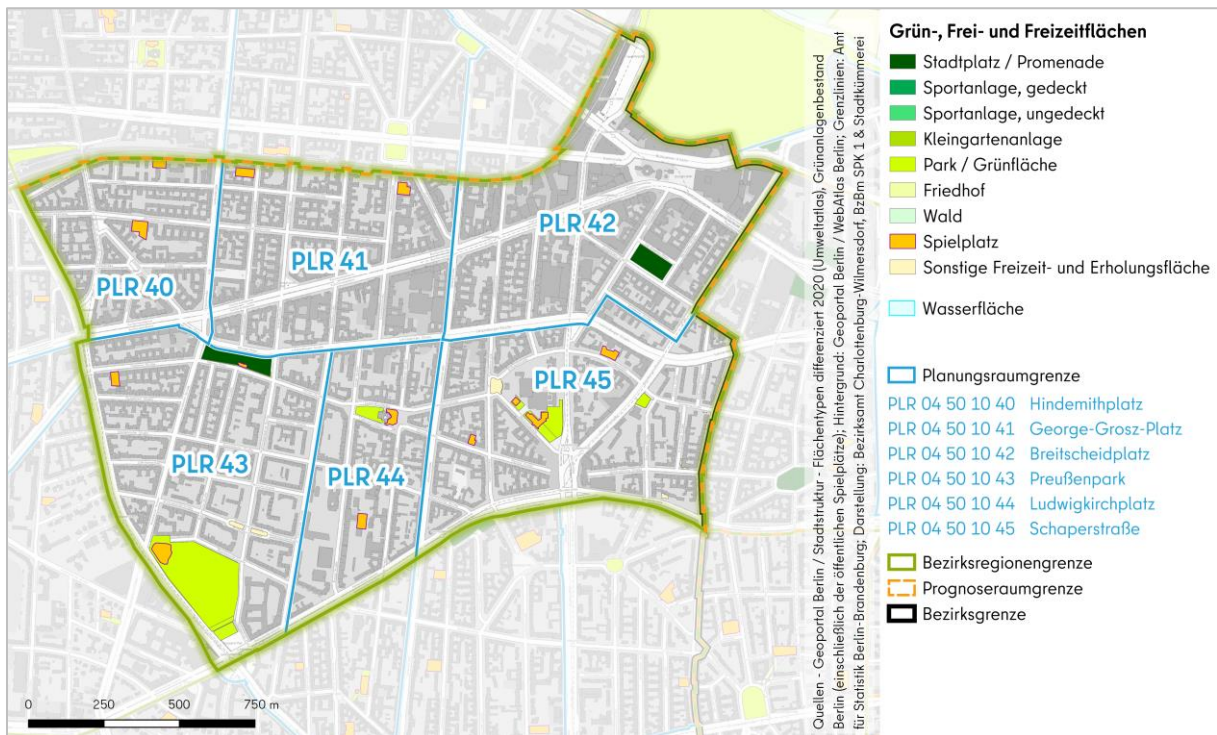 PLR 40
PLR 41
PLR 42
PLR 43
PLR 44
PLR 45
0 250 500 750 m
Quellen - Geoportal Berlin / Stadtstruktur - Flächentypen differenziert 2020 (Umweltatlas), Grünanlagenbestand
Berlin (einschließlich der öffentlichen Spielplätze); Hintergrund: Geoportal Berlin / WebAtlas Berlin; Grenzlinien: Amt
für Statistik Berlin-Brandenburg; Darstellung: Bezirksamt Charlottenburg-Wilmersdorf, BzBm SPK 1 & Stadtkümmerei
Grün-, Frei- und Freizeitflächen
Stadtplatz / Promenade
Sportanlage, gedeckt
Sportanlage, ungedeckt
Kleingartenanlage
Park / Grünfläche
Friedhof
Wald
Spielplatz
Sonstige Freizeit- und Erholungsfläche
Wasserfläche
Planungsraumgrenze
PLR 04 50 10 40 Hindemithplatz
PLR 04 50 10 41 George-Grosz-Platz
PLR 04 50 10 42 Breitscheidplatz
PLR 04 50 10 43 Preußenpark
PLR 04 50 10 44 Ludwigkirchplatz
PLR 04 50 10 45 Schaperstraße
Bezirksregionengrenze
Prognoseraumgrenze
Bezirksgrenze